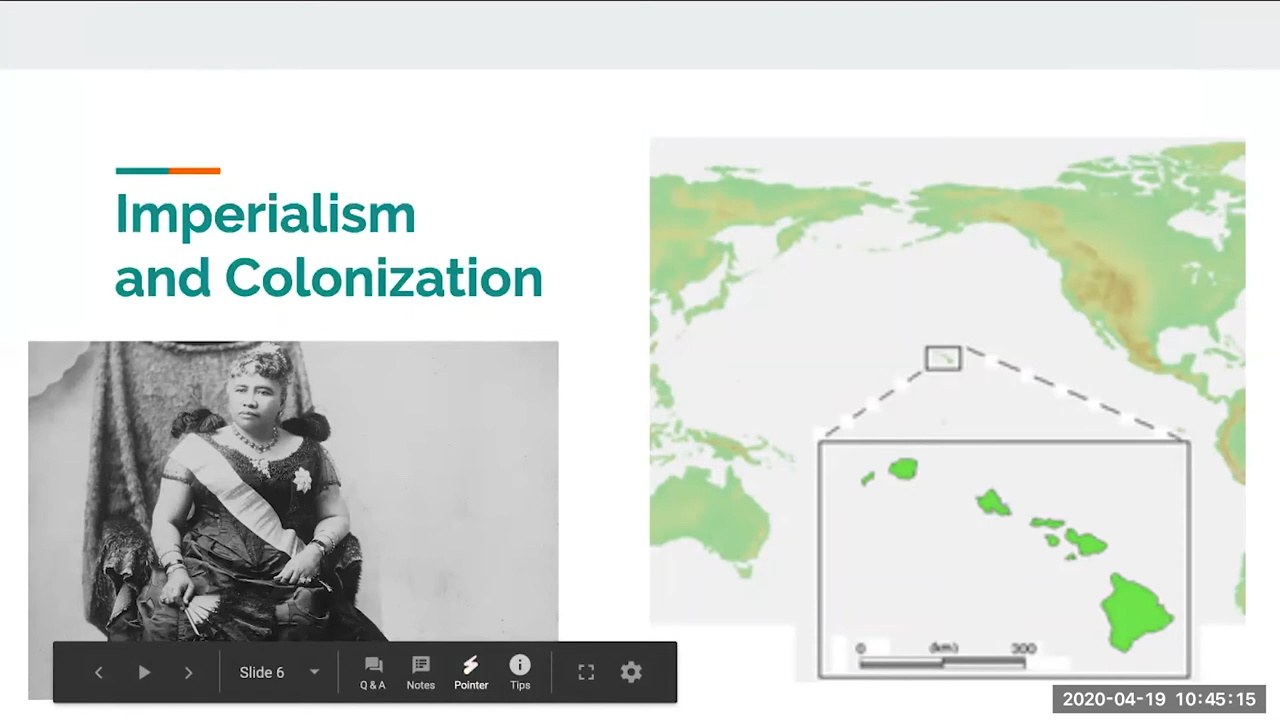 Imperialism
and Colonization
0 (km) 300
Slide 6
Q & A
Notes
Pointer
Tips
2020-04-19 10:45:15